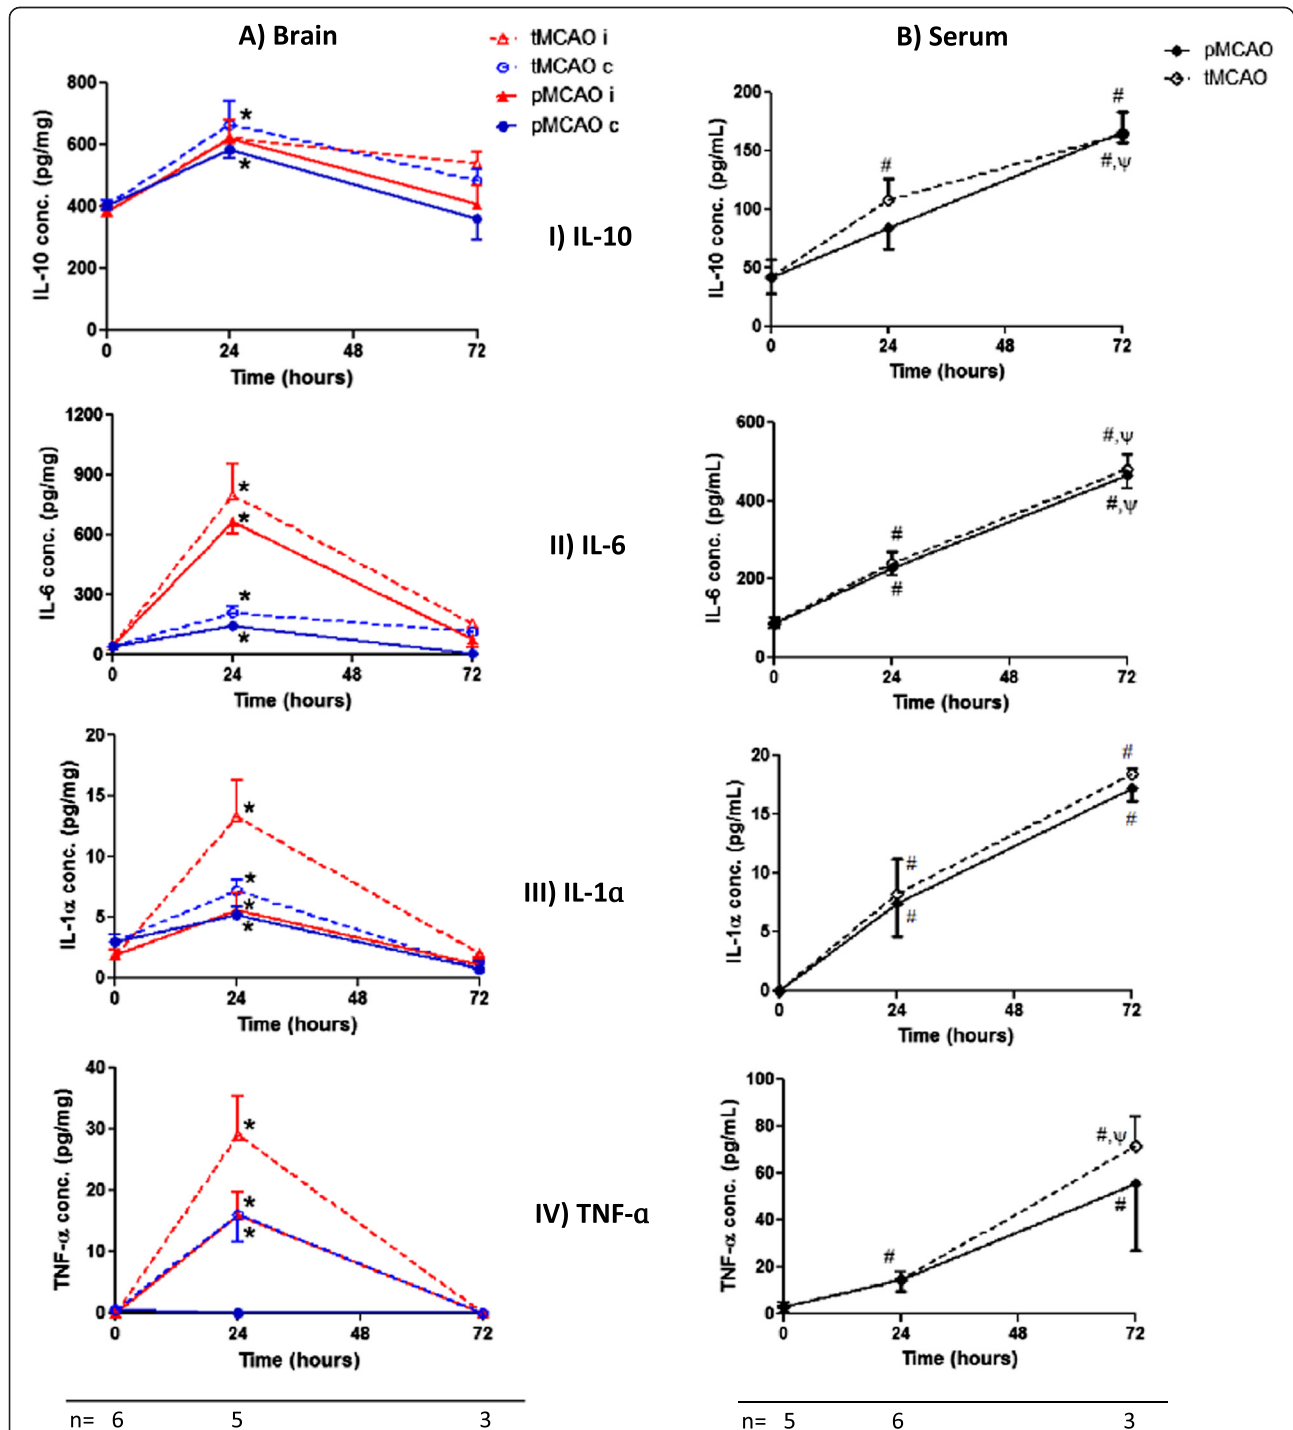 A) Brain
tMCAO i
tMCAO c
pMCAO i
pMCAO c
B) Serum
pMCAO
tMCAO
IL-10 conc. (pg/mg)
800
600
400
200
0
*
*
0 24 48 72
Time (hours)
I) IL-10
IL-10 conc. (pg/mL)
200
150
100
50
0
#
#
#,ψ
0 24 48 72
Time (hours)
IL-6 conc. (pg/mg)
1200
900
600
300
0
*
*
*
*
0 24 48 72
Time (hours)
II) IL-6
IL-6 conc. (pg/mL)
600
400
200
0
#
#
#,ψ
#,ψ
0 24 48 72
Time (hours)
IL-1α conc. (pg/mg)
20
15
10
5
0
*
*
*
*
0 24 48 72
Time (hours)
III) IL-1α
IL-1α conc. (pg/mL)
20
15
10
5
0
#
#
#
#
0 24 48 72
Time (hours)
TNF-α conc. (pg/mg)
40
30
20
10
0
*
*
*
0 24 48 72
Time (hours)
IV) TNF-α
TNF-α conc. (pg/mL)
100
80
60
40
20
0
#
#,ψ
#
0 24 48 72
Time (hours)
n= 6 5 3
n= 5 6 3